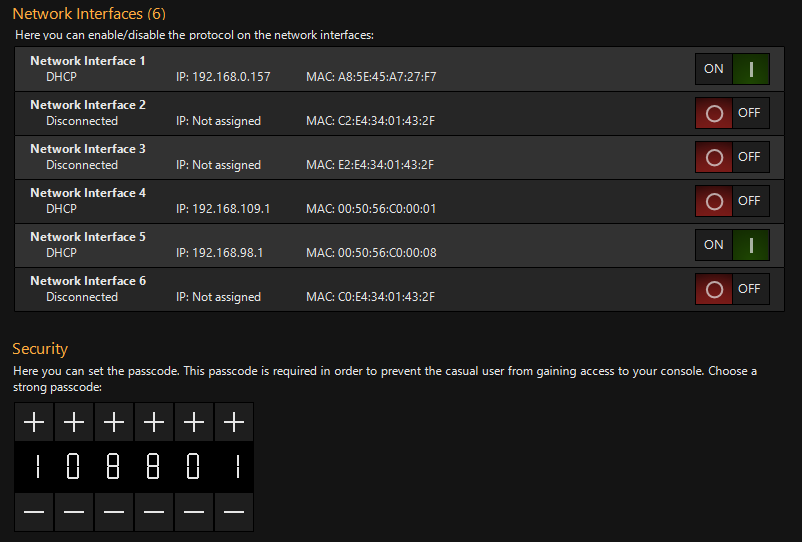 Network Interfaces (6)
Here you can enable/disable the protocol on the network interfaces:
Network Interface 1
DHCP IP: 192.168.0.157 MAC: A8:5E:45:A7:27:F7 ON
Network Interface 2
Disconnected IP: Not assigned MAC: C2:E4:34:01:43:2F OFF
Network Interface 3
Disconnected IP: Not assigned MAC: E2:E4:34:01:43:2F OFF
Network Interface 4
DHCP IP: 192.168.109.1 MAC: 00:50:56:C0:00:01 OFF
Network Interface 5
DHCP IP: 192.168.98.1 MAC: 00:50:56:C0:00:08 ON
Network Interface 6
Disconnected IP: Not assigned MAC: C0:E4:34:01:43:2F OFF
Security
Here you can set the passcode. This passcode is required in order to prevent the casual user from gaining access to your console. Choose a
strong passcode:
+ + + + + +
1 0 8 8 0 1
— — — — — —